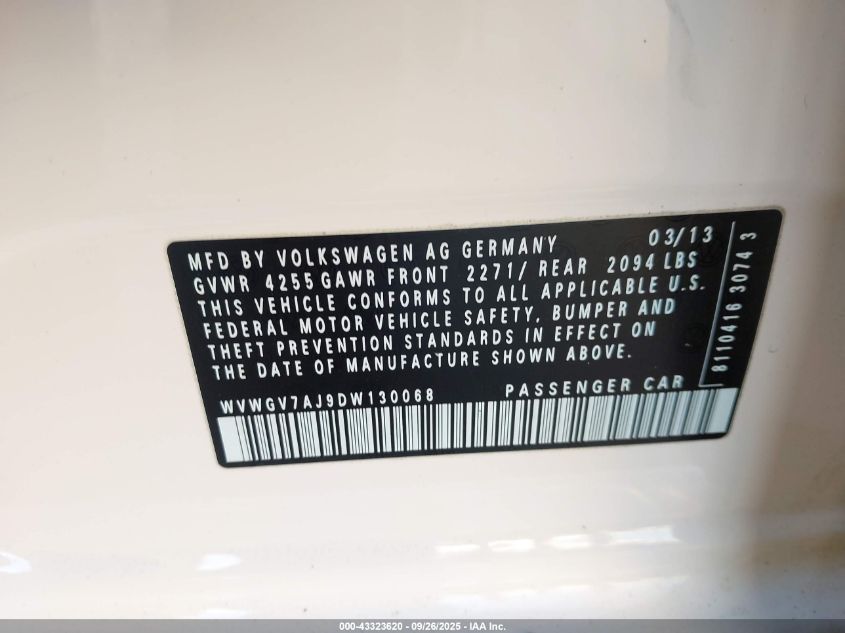 MFD BY VOLKSWAGEN AG GERMANY 03/13
GVWR 4255 GAWR FRONT 2271/ REAR 2094 LBS
THIS VEHICLE CONFORMS TO ALL APPLICABLE U.S.
FEDERAL MOTOR VEHICLE SAFETY, BUMPER AND
THEFT PREVENTION STANDARDS IN EFFECT ON
THE DATE OF MANUFACTURE SHOWN ABOVE.
WVWGV7AJ9DW130068 PASSENGER CAR
8110416 3074 3
000-43323620 - 09/26/2025 - IAA Inc.